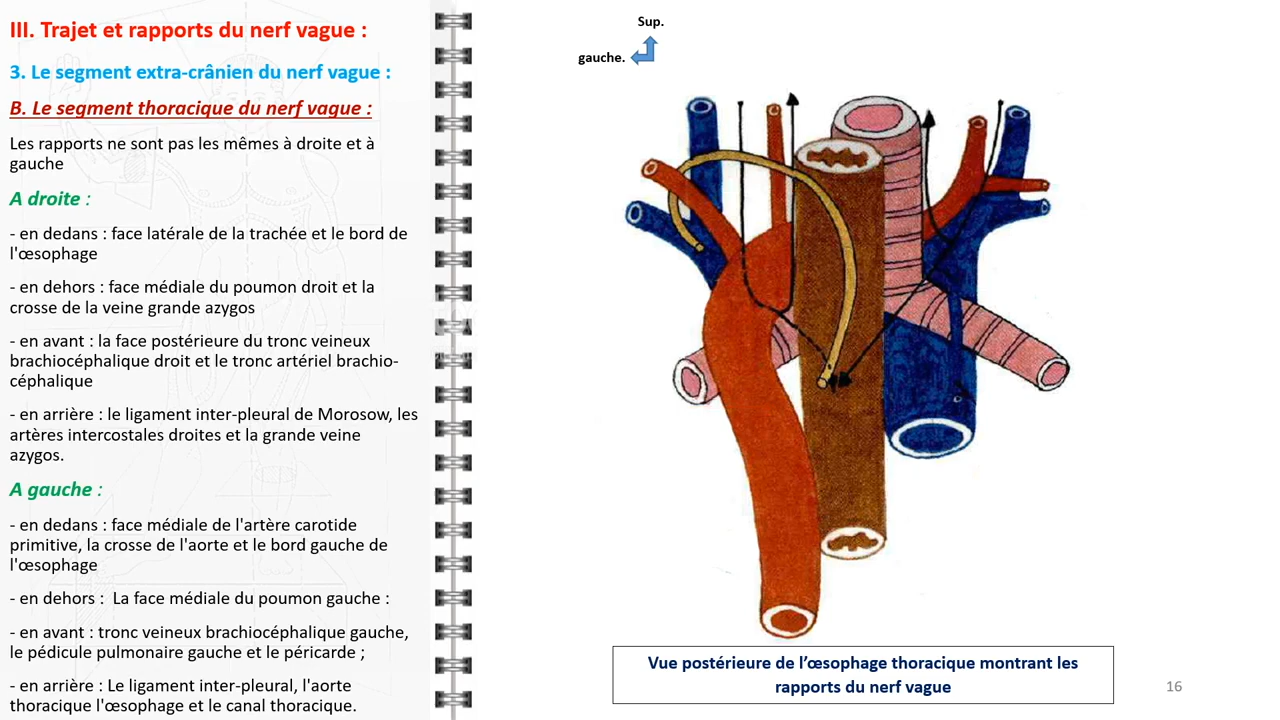 III. Trajet et rapports du nerf vague :
3. Le segment extra-crânien du nerf vague :
B. Le segment thoracique du nerf vague :
Les rapports ne sont pas les mêmes à droite et à
gauche
A droite :
- en dedans : face latérale de la trachée et le bord de
l'œsophage
- en dehors : face médiale du poumon droit et la
crosse de la veine grande azygos
- en avant : la face postérieure du tronc veineux
brachiocéphalique droit et le tronc artériel brachio-
céphalique
- en arrière : le ligament inter-pleural de Morosow, les
artères intercostales droites et la grande veine
azygos.
A gauche :
- en dedans : face médiale de l'artère carotide
primitive, la crosse de l'aorte et le bord gauche de
l'œsophage
- en dehors :  La face médiale du poumon gauche :
- en avant : tronc veineux brachiocéphalique gauche,
le pédicule pulmonaire gauche et le péricarde ;
- en arrière : Le ligament inter-pleural, l'aorte
thoracique l'œsophage et le canal thoracique.
Sup.
gauche.
Vue postérieure de l’œsophage thoracique montrant les
rapports du nerf vague
16